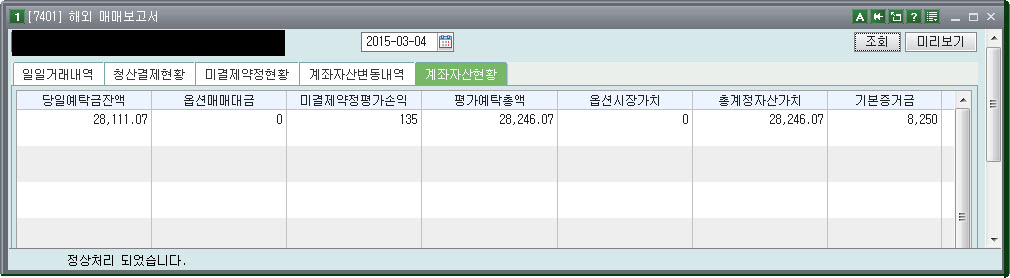 1 [7401] 해외 매매보고서 A ?
2015-03-04 조회 미리보기
일일거래내역 청산결제현황 미결제약정현황 계좌자산변동내역 계좌자산현황
당일예탁금잔액 옵션매매대금 미결제약정평가손익 평가예탁총액 옵션시장가치 총계정자산가치 기본증거금
28,111.07 0 135 28,246.07 0 28,246.07 8,250
정상처리 되었습니다.